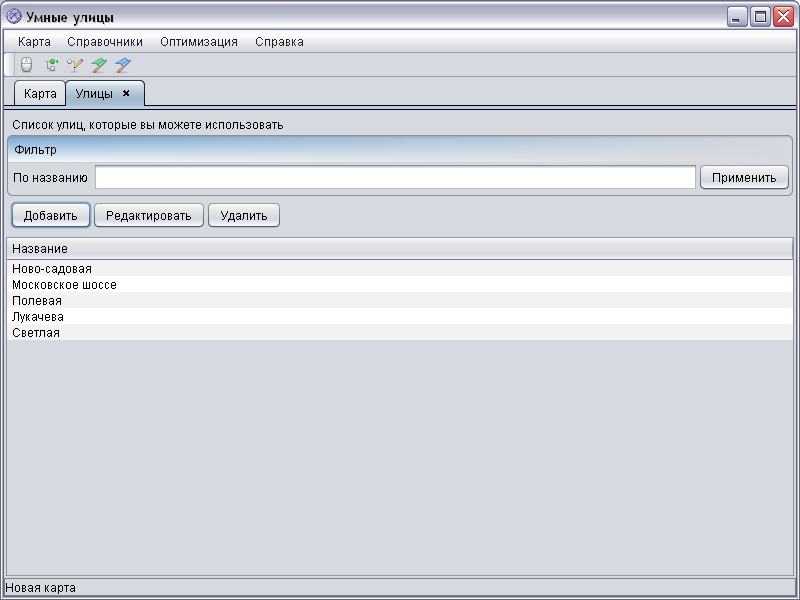 Умные улицы
Карта Справочники Оптимизация Справка
Карта Улицы ×
Список улиц, которые вы можете использовать
Фильтр
По названию Применить
Добавить Редактировать Удалить
Название
Ново-садовая
Московское шоссе
Полевая
Лукачева
Светлая
Новая карта